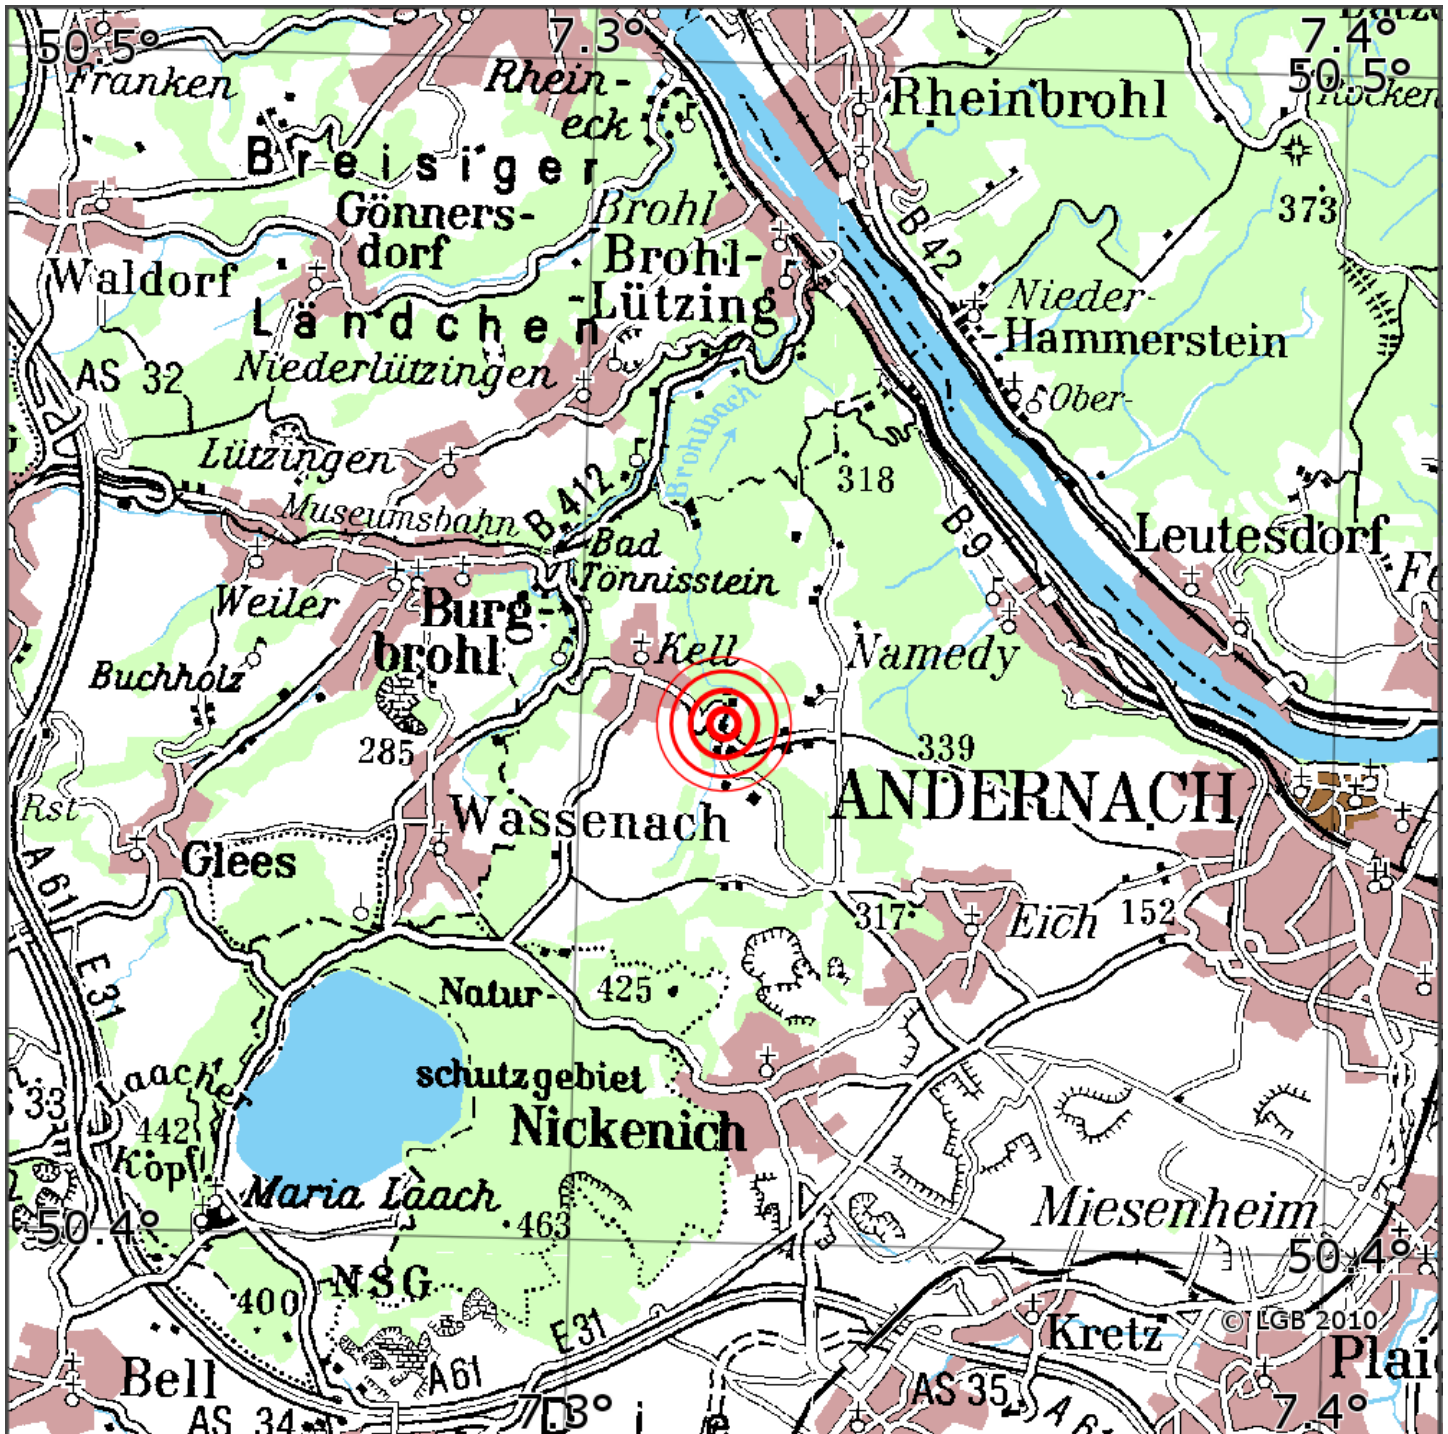 50.5°
7.3°
7.4°
50.5°
Franken
Rhein-
eck
Rheinbrohl
Breisiger
Gönners-
dorf
Brohl
B 42
373
Waldorf
Brohl-
-Lützing
Nieder-
-Hammerstein
Ländchen
Niederlützingen
AS 32
Ober-
Brohlbach
Lützingen
318
Museumsbahn
B 412
B 9
Bad
Tönnisstein
Leutesdorf
Weiler
Burg-
brohl
Kell
Namedy
Buchholz
285
339
Rst
Wassenach
ANDERNACH
Glees
A 61
317
Eich
152
E 31
Natur-
425
schutzgebiet
Laacher
33
442
Kopf
Nickenich
Maria Laach
463
Miesenheim
50.4°
50.4°
NSG
400
E 31
© LGB 2010
Kretz
Bell
A61
AS 35
AS 34
7.3°
7.4°